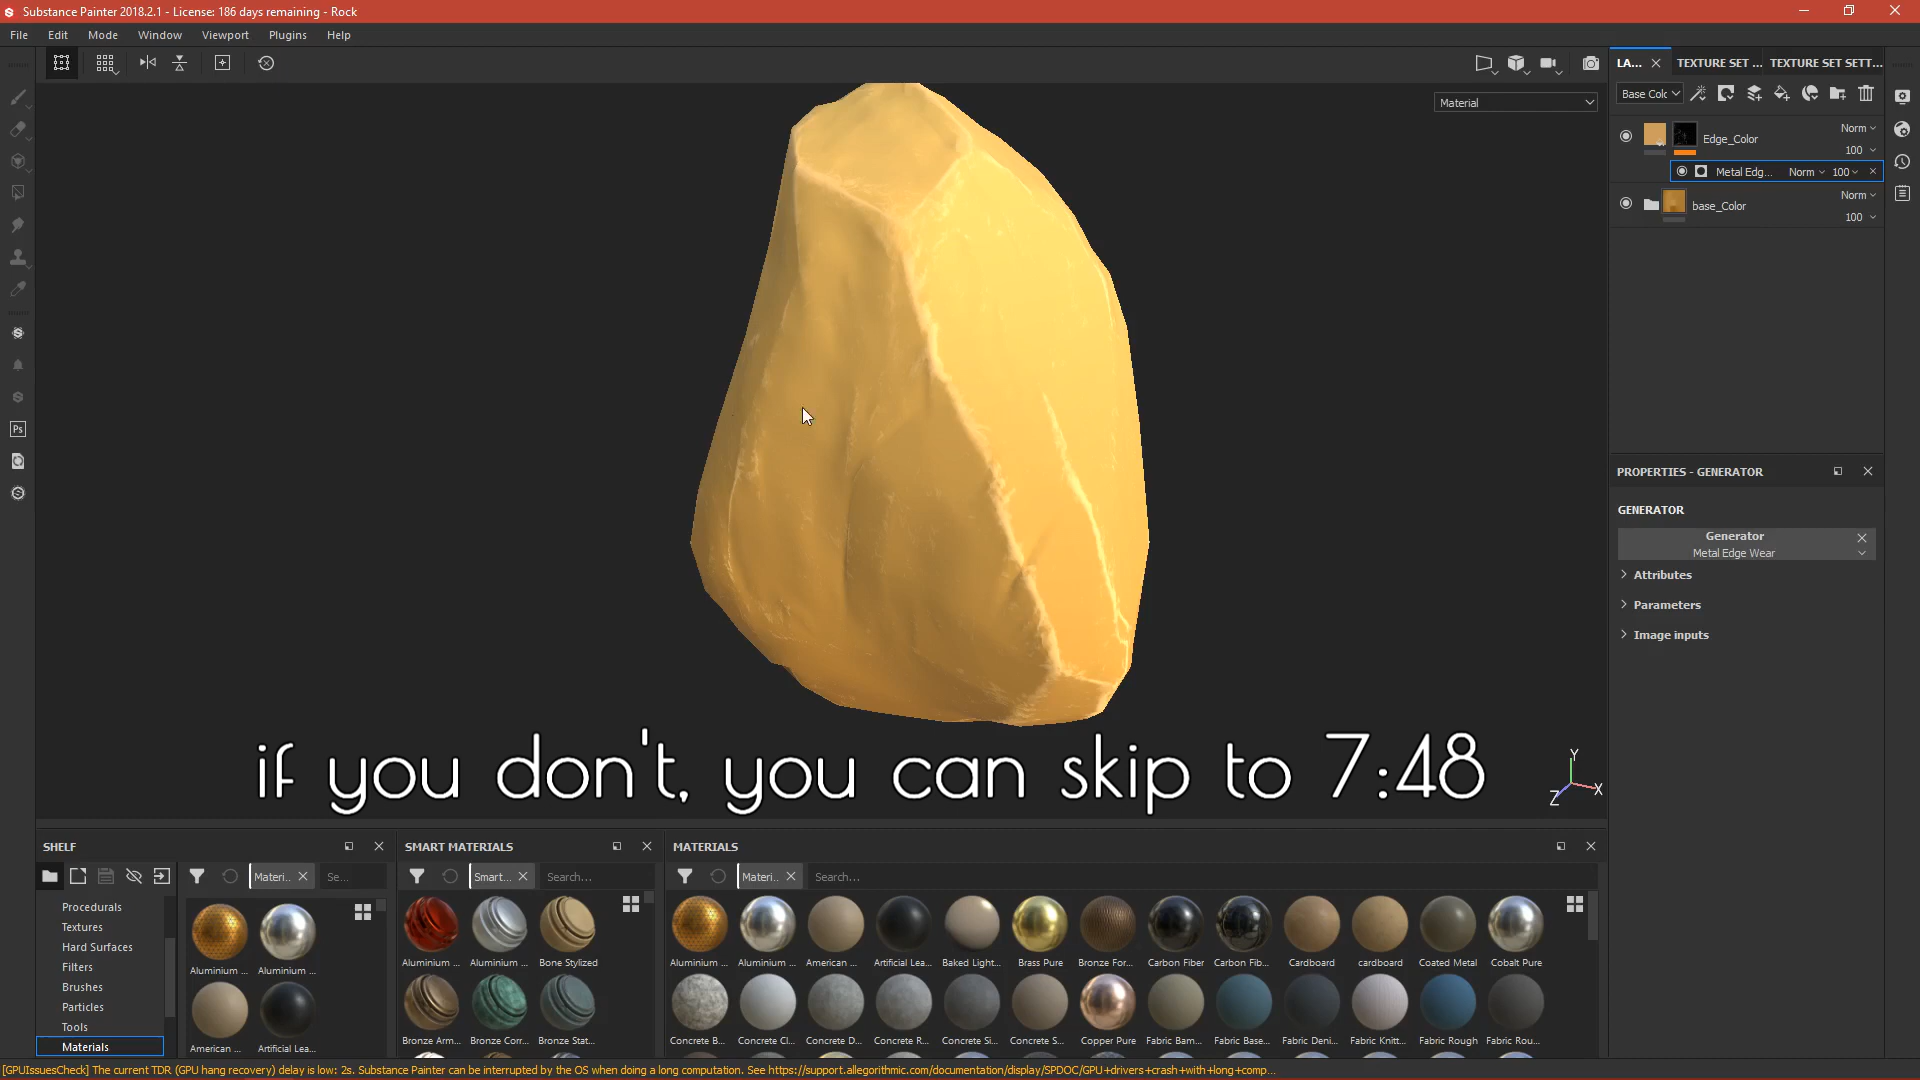 Substance Painter 2018.2.1 - License: 186 days remaining - Rock
File Edit Mode Window Viewport Plugins Help
LA... TEXTURE SET ... TEXTURE SET SETT...
Material
Base Colc
Edge_Color Norm 100
Metal Edg... Norm 100
base_Color Norm 100
Ps
PROPERTIES - GENERATOR
GENERATOR
Generator
Metal Edge Wear
Attributes
Parameters
Image inputs
if you don't, you can skip to 7:48
Y
X
Z
SHELF
SMART MATERIALS
MATERIALS
Materi.. Se...
Smart... Search...
Materi.. Search...
Procedurals
Textures
Hard Surfaces
Filters
Brushes
Particles
Tools
Materials
Aluminium ... Aluminium ...
American ... Artificial Lea...
Aluminium ... Aluminium ... Bone Stylized
Bronze Arm... Bronze Corr... Bronze Stat...
Aluminium ... Aluminium ... American ... Artificial Lea... Baked Light... Brass Pure Bronze For... Carbon Fiber Carbon Fib... Cardboard cardboard Coated Metal Cobalt Pure
Concrete B... Concrete Cl... Concrete D... Concrete R... Concrete Si... Concrete S... Copper Pure Fabric Bam... Fabric Base... Fabric Deni... Fabric Knitt... Fabric Rough Fabric Rou...
[GPUIssuesCheck] The current TDR (GPU hang recovery) delay is low: 2s. Substance Painter can be interrupted by the OS when doing a long computation. See https://support.allegorithmic.com/documentation/display/SPDOC/GPU+drivers+crash+with+long+comp...